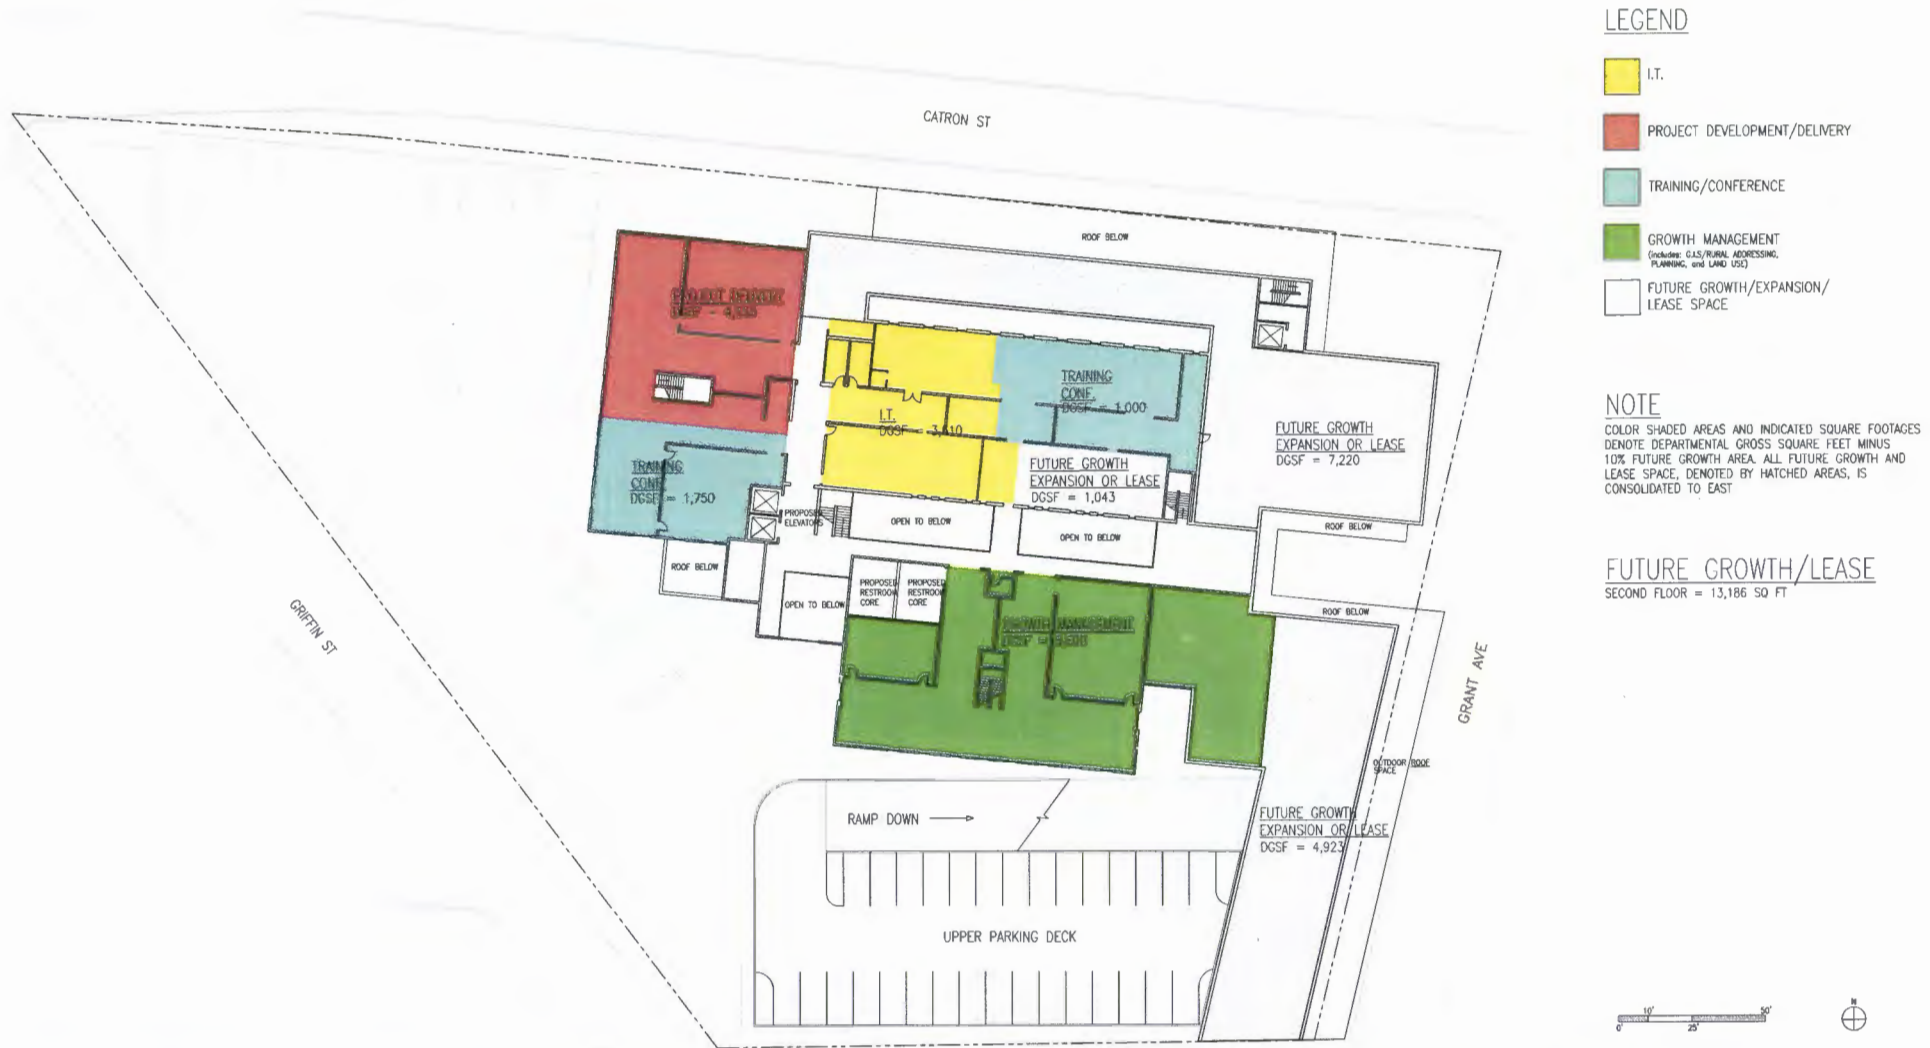 LEGEND
I.T.
PROJECT DEVELOPMENT/DELIVERY
TRAINING/CONFERENCE
GROWTH MANAGEMENT
(includes: G.I.S/RURAL ADDRESSING,
PLANNING, and LAND USE)
FUTURE GROWTH/EXPANSION/
LEASE SPACE
NOTE
COLOR SHADED AREAS AND INDICATED SQUARE FOOTAGES
DENOTE DEPARTMENTAL GROSS SQUARE FEET MINUS
10% FUTURE GROWTH AREA. ALL FUTURE GROWTH AND
LEASE SPACE, DENOTED BY HATCHED AREAS, IS
CONSOLIDATED TO EAST
FUTURE GROWTH/LEASE
SECOND FLOOR = 13,186 SQ FT
CATRON ST
ROOF BELOW
PROJECT DELIVERY
DGSF =
TRAINING
CONF.
DGSF = 1,000
I.T.
DGSF = 3,610
FUTURE GROWTH
EXPANSION OR LEASE
DGSF = 7,220
FUTURE GROWTH
EXPANSION OR LEASE
DGSF = 1,043
TRAINING
CONF.
DGSF = 1,750
PROPOSED
ELEVATORS
OPEN TO BELOW
OPEN TO BELOW
ROOF BELOW
ROOF BELOW
PROPOSED
RESTROOM
CORE
PROPOSED
RESTROOM
CORE
OPEN TO BELOW
ROOF BELOW
GROWTH MANAGEMENT
DGSF =
GRIFFIN ST
GRANT AVE
OUTDOOR ROOF
SPACE
RAMP DOWN
FUTURE GROWTH
EXPANSION OR LEASE
DGSF = 4,923
UPPER PARKING DECK
0' 10' 25' 50'
N